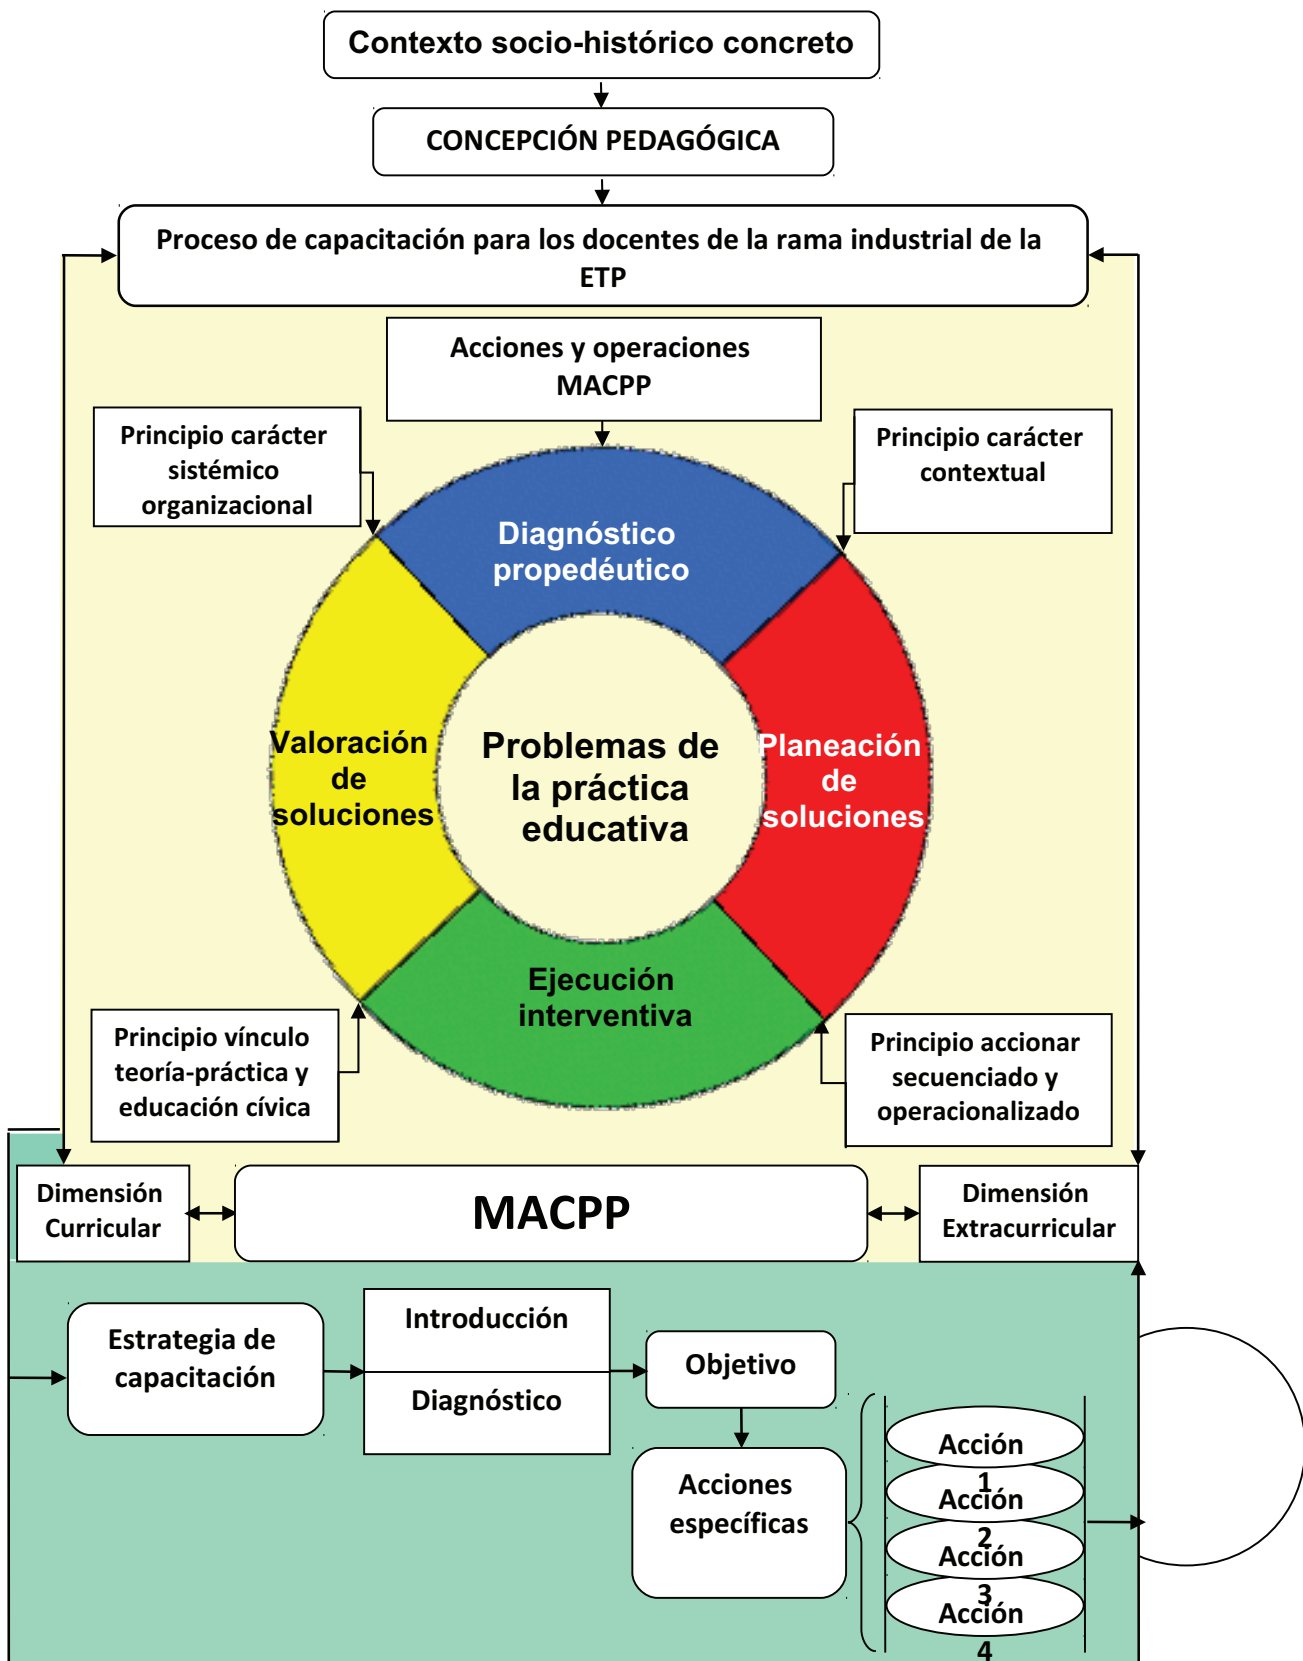 Contexto socio-histórico concreto
CONCEPCIÓN PEDAGÓGICA
Proceso de capacitación para los docentes de la rama industrial de la
ETP
Acciones y operaciones
MACPP
Principio carácter
sistémico
organizacional
Principio carácter
contextual
Diagnóstico
propedéutico
Valoración
de
soluciones
Problemas de
la práctica
educativa
Planeación
de
soluciones
Ejecución
interventiva
Principio vínculo
teoría-práctica y
educación cívica
Principio accionar
secuenciado y
operacionalizado
Dimensión
Curricular
MACPP
Dimensión
Extracurricular
Estrategia de
capacitación
Introducción
Diagnóstico
Objetivo
Acciones
específicas
Acción
1
Acción
2
Acción
3
Acción
4